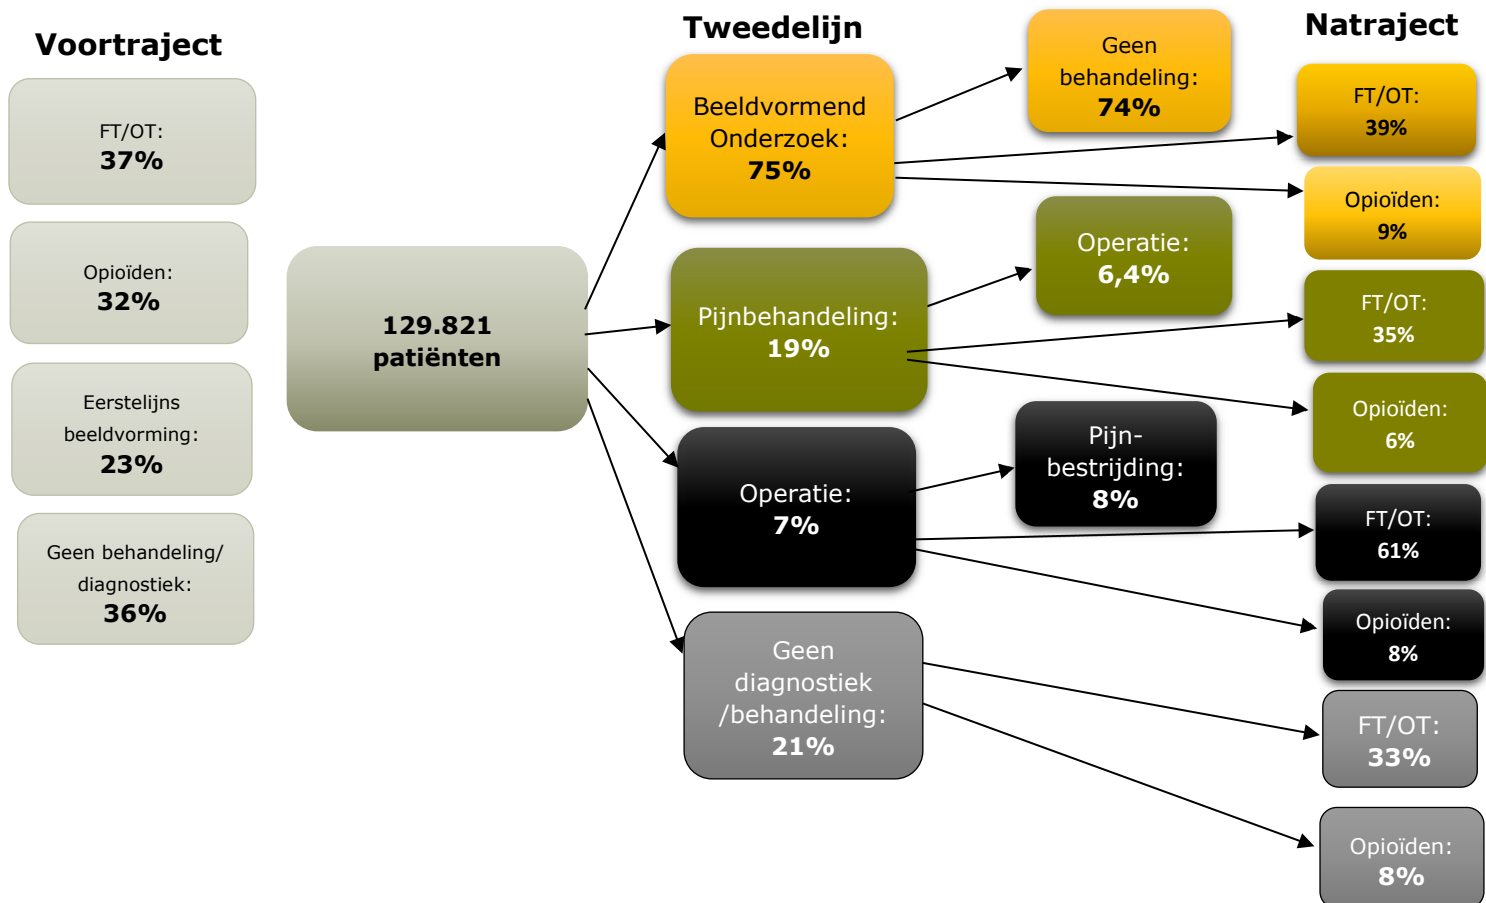 Voortraject
FT/OT:
37%
Opioïden:
32%
Eerstelijns
beeldvorming:
23%
Geen behandeling/
diagnostiek:
36%
129.821
patiënten
Tweedelijn
Beeldvormend
Onderzoek:
75%
Geen
behandeling:
74%
Pijnbehandeling:
19%
Operatie:
6,4%
Operatie:
7%
Pijn-
bestrijding:
8%
Geen
diagnostiek
/behandeling:
21%
Natraject
FT/OT:
39%
Opioïden:
9%
FT/OT:
35%
Opioïden:
6%
FT/OT:
61%
Opioïden:
8%
FT/OT:
33%
Opioïden:
8%